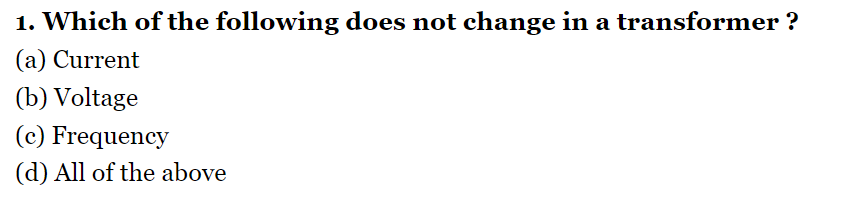 1. Which of the following does not change in a transformer ?
(a) Current
(b) Voltage
(c) Frequency
(d) All of the above